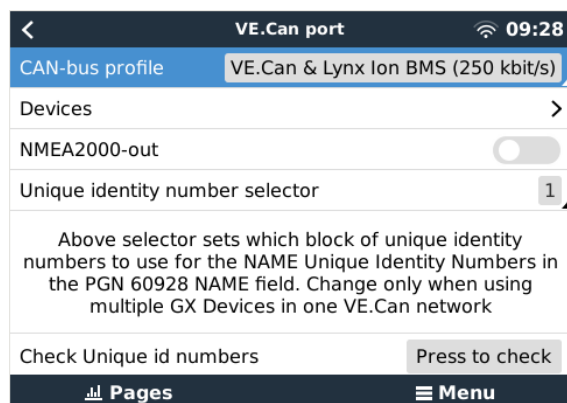 VE.Can port 09:28
CAN-bus profile VE.Can & Lynx Ion BMS (250 kbit/s)
Devices
NMEA2000-out
Unique identity number selector 1
Above selector sets which block of unique identity
numbers to use for the NAME Unique Identity Numbers in
the PGN 60928 NAME field. Change only when using
multiple GX Devices in one VE.Can network
Check Unique id numbers Press to check
Pages Menu